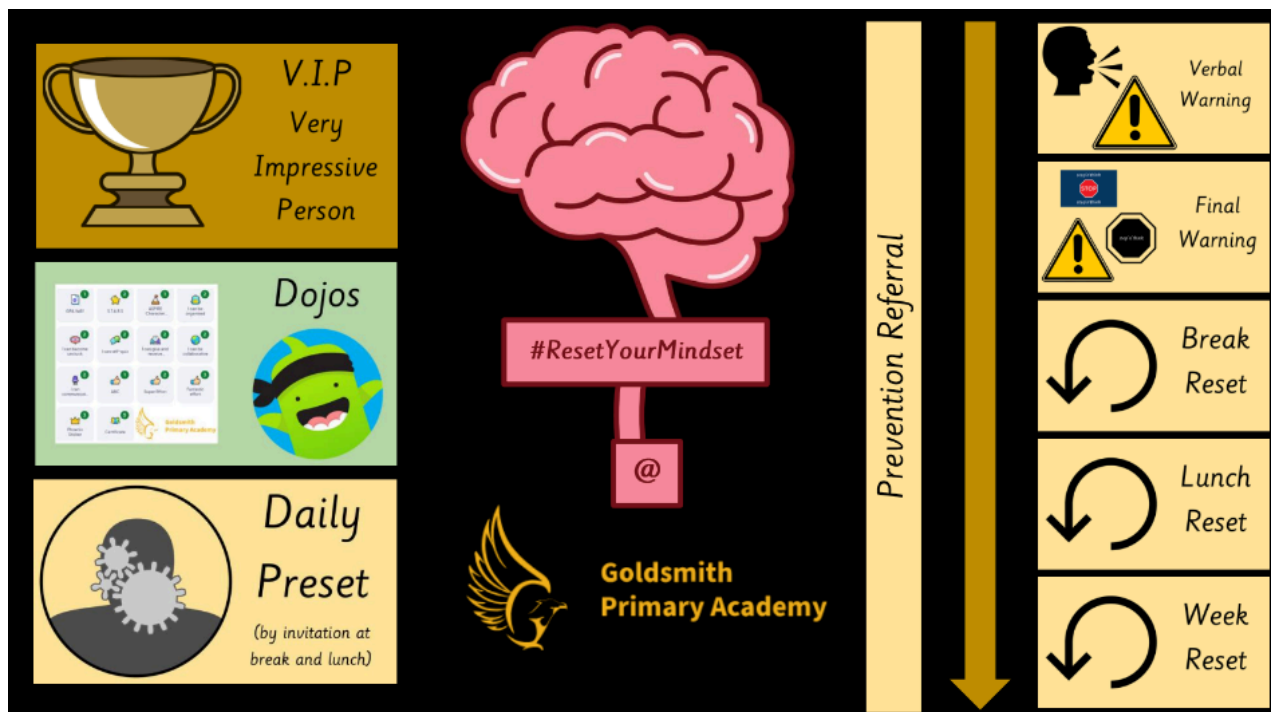 V.I.P
Very
Impressive
Person
Dojos
Goldsmith
Primary Academy
Daily
Preset
(by invitation at
break and lunch)
#ResetYourMindset
@
Goldsmith
Primary Academy
Prevention Referral
Verbal
Warning
STOP
Final
Warning
Break
Reset
Lunch
Reset
Week
Reset